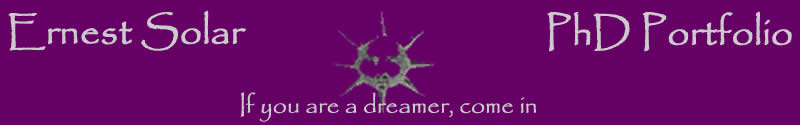 Ernest Solar
PhD Portfolio
If you are a dreamer, come in